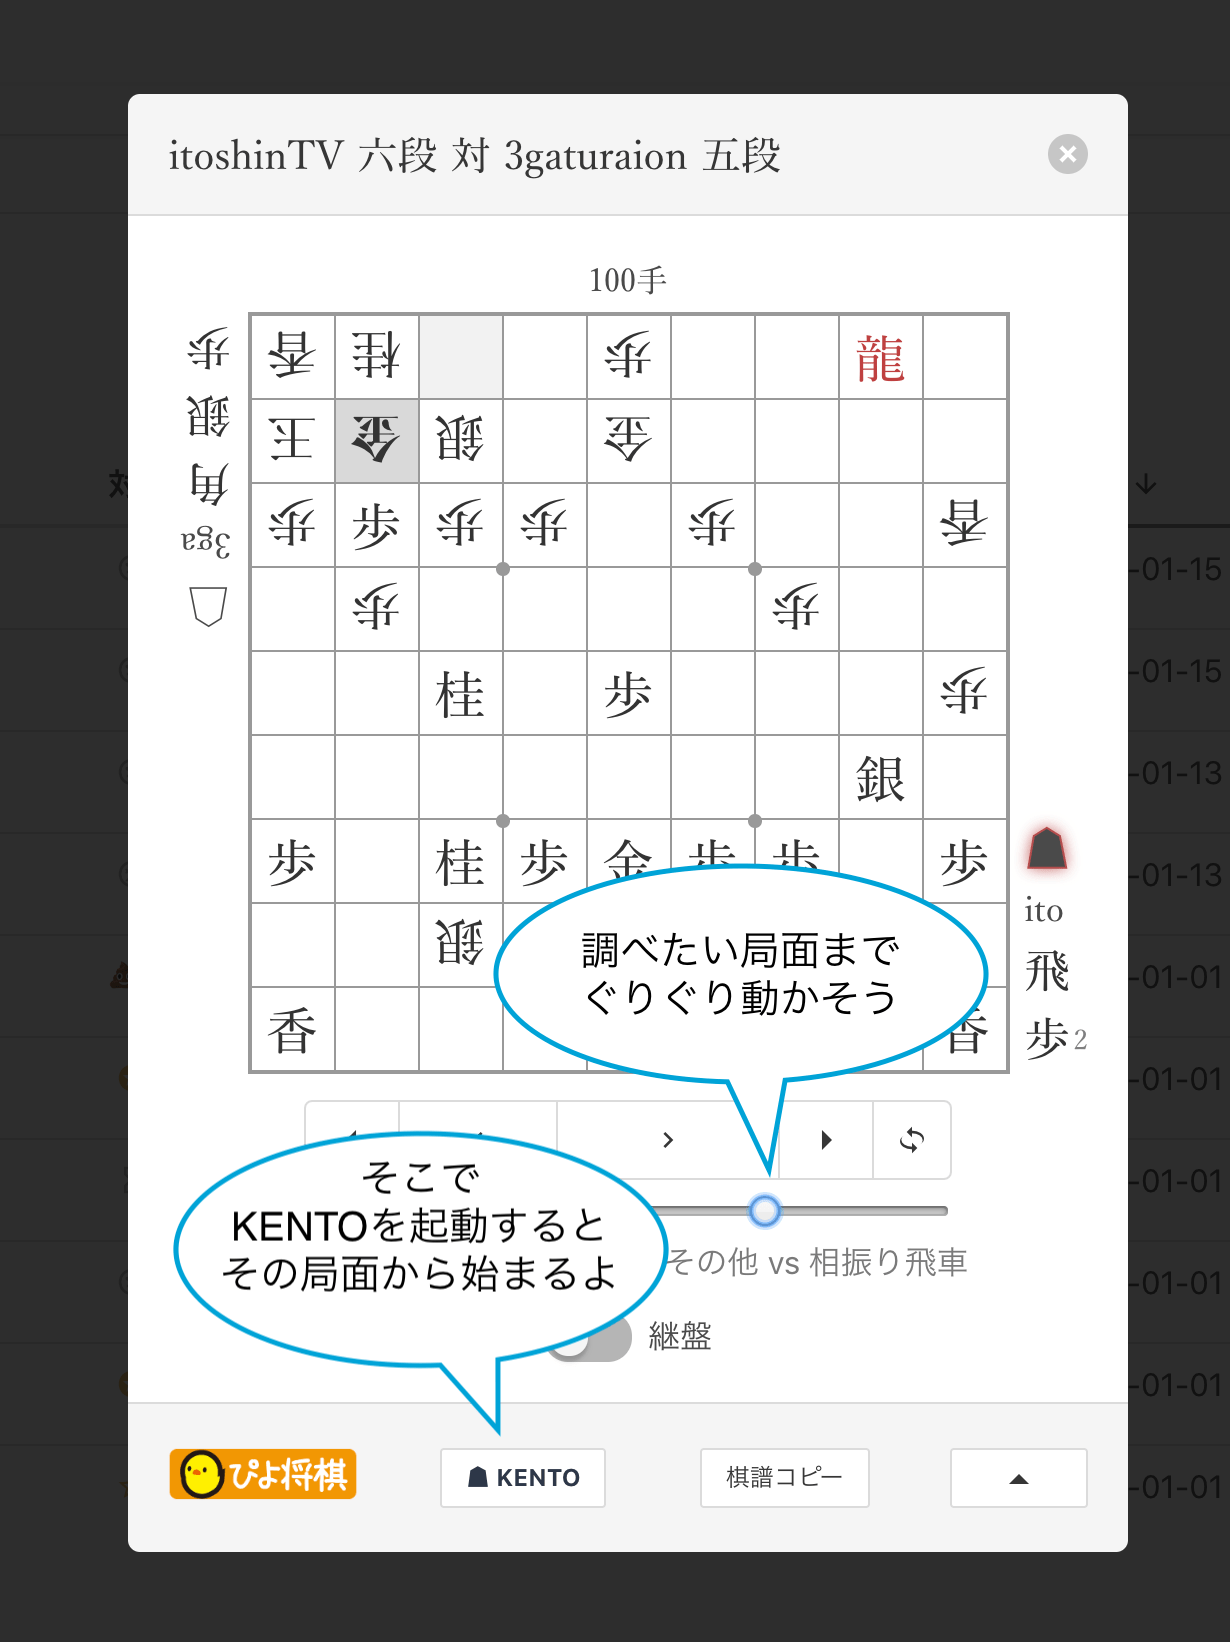 itoshinTV 六段 対 3gaturaion 五段
100手
歩
銀
角
3ga
香 桂 歩 龍
王 金 銀 金
歩 歩 歩 歩 歩 香
歩 歩
桂 歩 歩
銀
歩 桂 歩 金 歩 歩 歩
銀
香 香
ito
飛
歩2
調べたい局面まで
ぐりぐり動かそう
そこで
KENTOを起動すると
その局面から始まるよ
その他 vs 相振り飛車
継盤
ぴよ将棋
KENTO
棋譜コピー
対
-01-15
-01-15
-01-13
-01-13
-01-01
-01-01
-01-01
-01-01
-01-01
-01-01